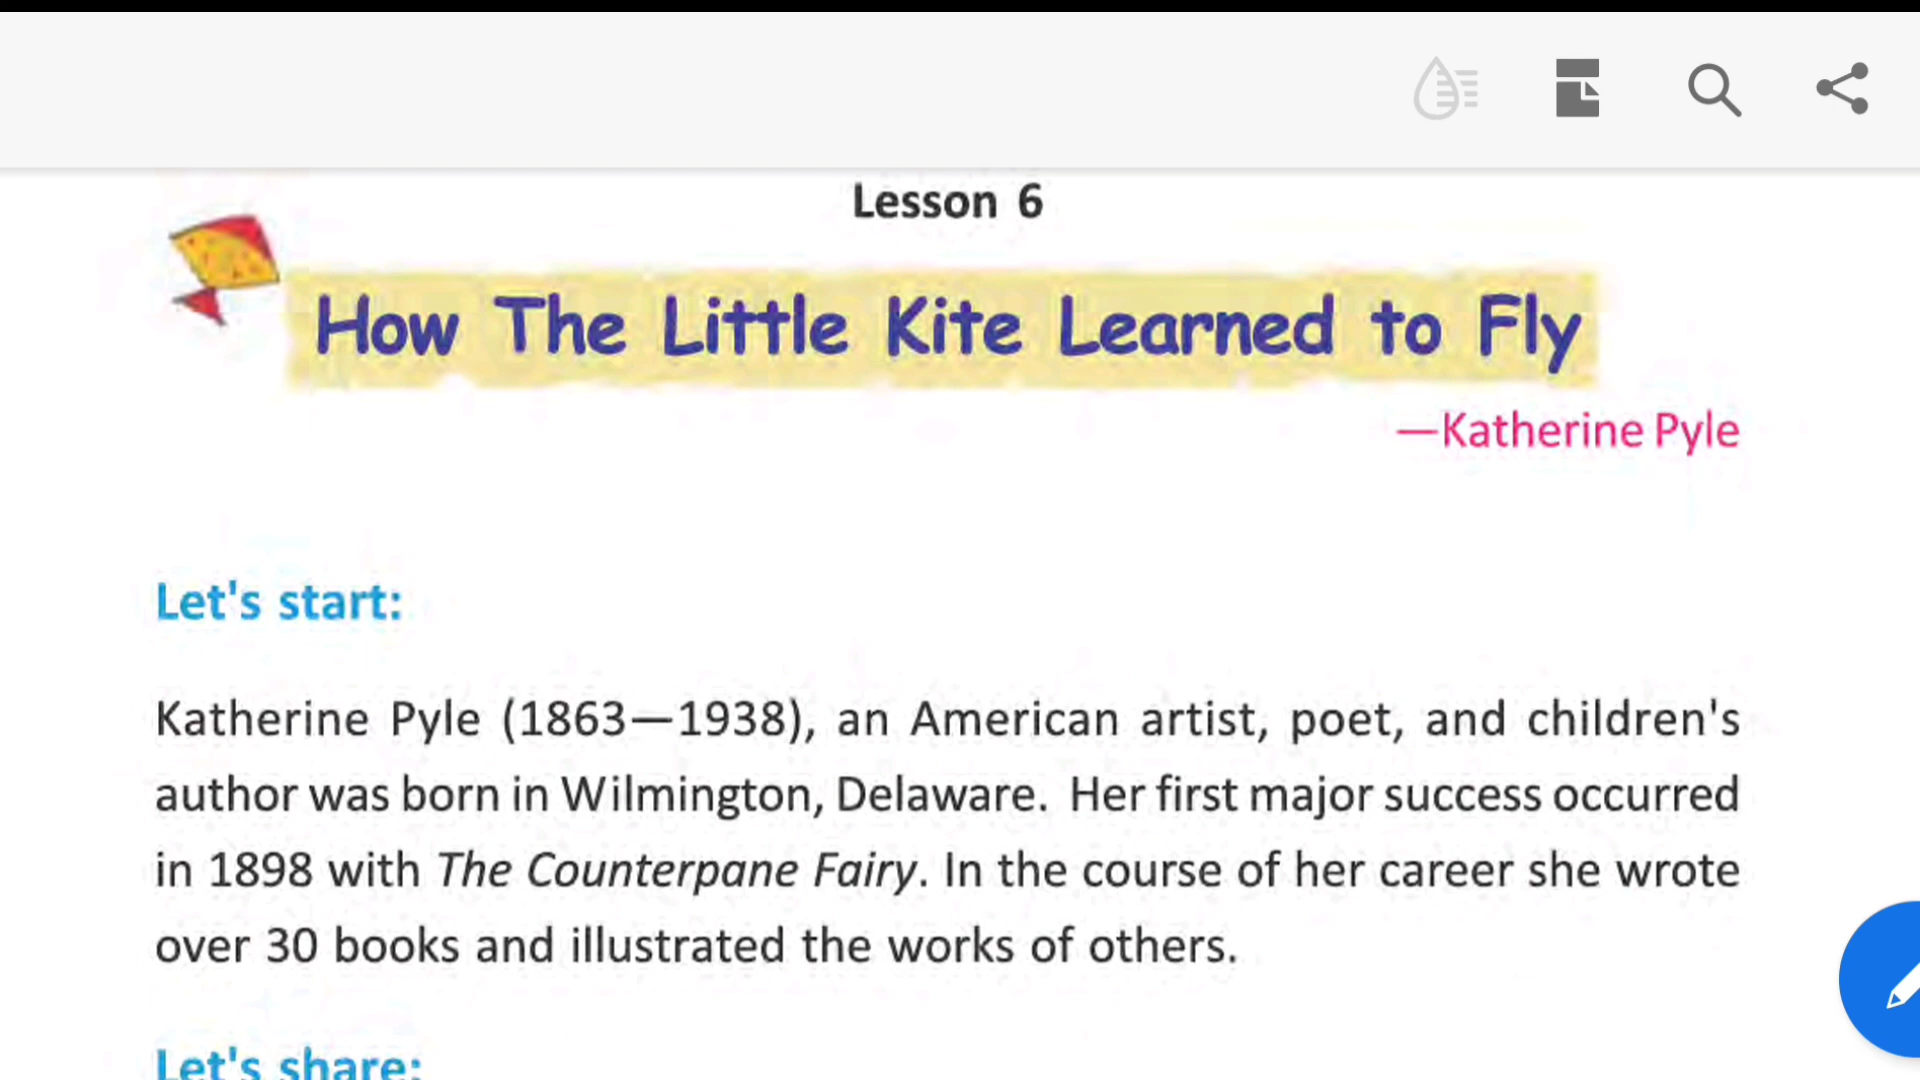 Lesson 6
How The Little Kite Learned to Fly
—Katherine Pyle
Let's start:
Katherine Pyle (1863—1938), an American artist, poet, and children's
author was born in Wilmington, Delaware. Her first major success occurred
in 1898 with The Counterpane Fairy. In the course of her career she wrote
over 30 books and illustrated the works of others.
Let's share: